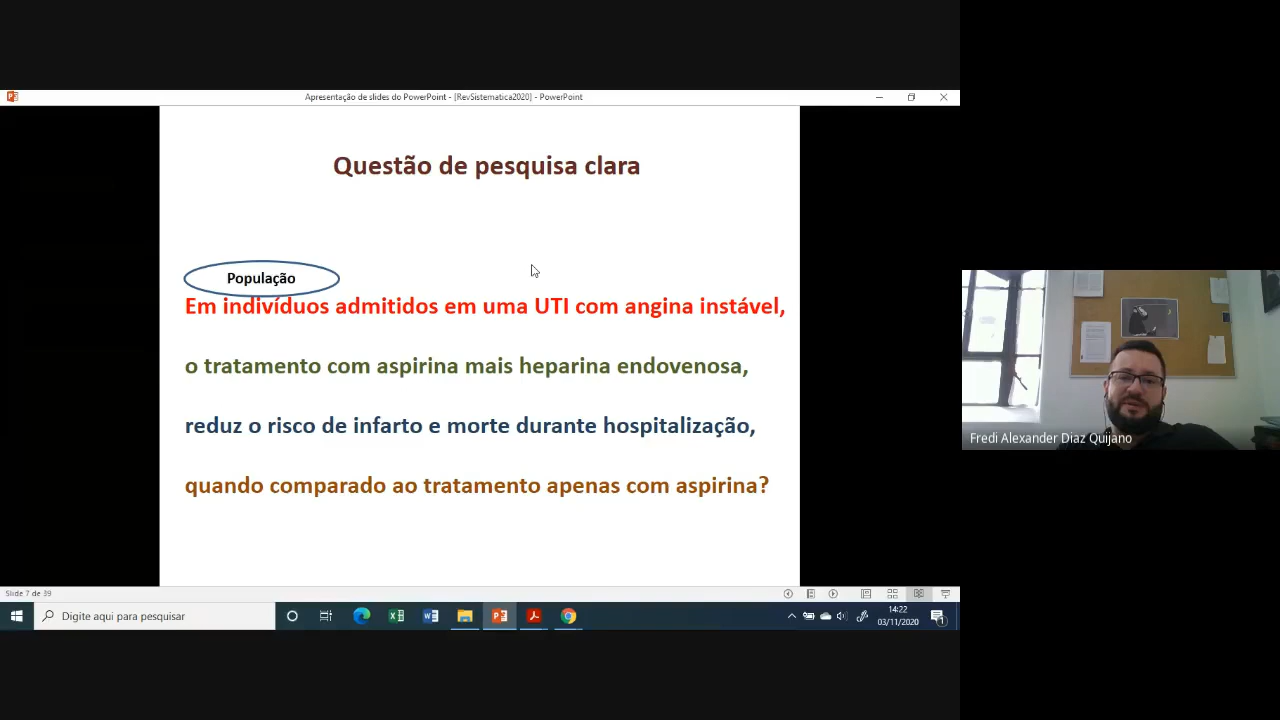 Apresentação de slides do PowerPoint - [RevSistematica2020] - PowerPoint
Questão de pesquisa clara
População
Em indivíduos admitidos em uma UTI com angina instável,
o tratamento com aspirina mais heparina endovenosa,
reduz o risco de infarto e morte durante hospitalização,
quando comparado ao tratamento apenas com aspirina?
Fredi Alexander Diaz Quijano
Slide 7 de 39
Digite aqui para pesquisar
14:22
03/11/2020
1